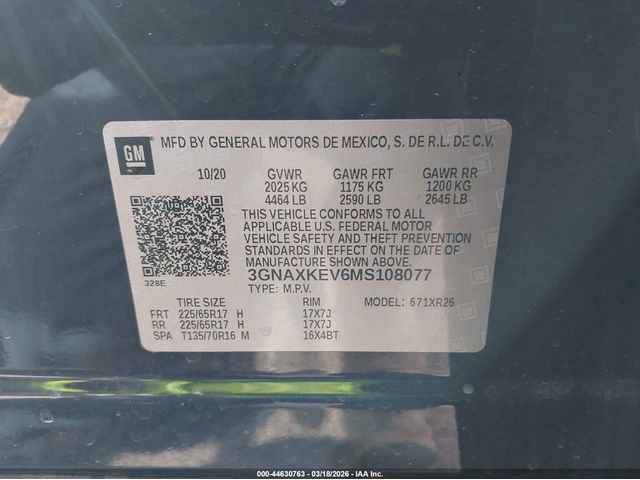 GM
MFD BY GENERAL MOTORS DE MEXICO, S. DE R.L. DE C.V.
10/20 GVWR GAWR FRT GAWR RR
2025 KG 1175 KG 1200 KG
4464 LB 2590 LB 2645 LB
THIS VEHICLE CONFORMS TO ALL
APPLICABLE U.S. FEDERAL MOTOR
VEHICLE SAFETY AND THEFT PREVENTION
STANDARDS IN EFFECT ON THE DATE OF
MANUFACTURE SHOWN ABOVE.
3GNAXKEV6MS108077
328E
TYPE: M.P.V.
TIRE SIZE RIM MODEL: 671XR26
FRT 225/65R17 H 17X7J
RR 225/65R17 H 17X7J
SPA T135/70R16 M 16X4BT
000-44630763 - 03/18/2026 - IAA Inc.